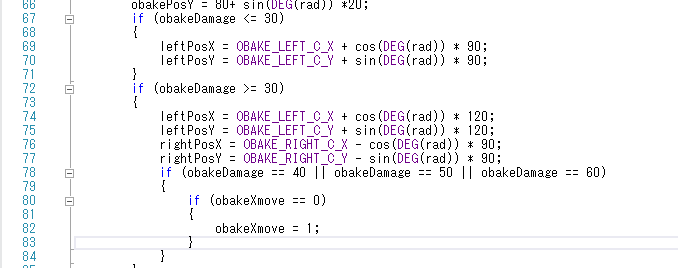 66 obakePosY = 80+ sin(DEG(rad)) *20;
67 if (obakeDamage <= 30)
68 {
69 leftPosX = OBAKE_LEFT_C_X + cos(DEG(rad)) * 90;
70 leftPosY = OBAKE_LEFT_C_Y + sin(DEG(rad)) * 90;
71 }
72 if (obakeDamage >= 30)
73 {
74 leftPosX = OBAKE_LEFT_C_X + cos(DEG(rad)) * 120;
75 leftPosY = OBAKE_LEFT_C_Y + sin(DEG(rad)) * 120;
76 rightPosX = OBAKE_RIGHT_C_X - cos(DEG(rad)) * 90;
77 rightPosY = OBAKE_RIGHT_C_Y - sin(DEG(rad)) * 90;
78 if (obakeDamage == 40 || obakeDamage == 50 || obakeDamage == 60)
79 {
80 if (obakeXmove == 0)
81 {
82 obakeXmove = 1;
83 }
84 }